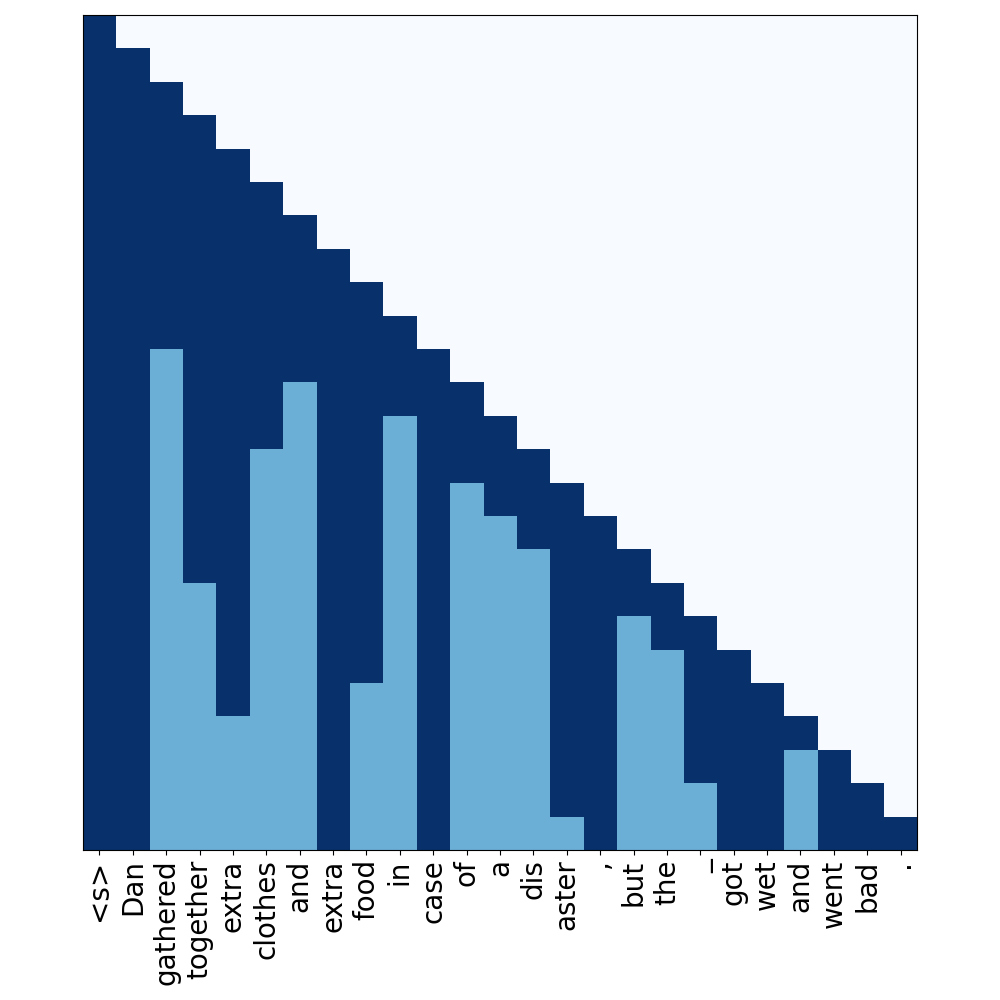 <s>
Dan
gathered
together
extra
clothes
and
extra
food
in
case
of
a
dis
aster
,
but
the
_
got
wet
and
went
bad
.